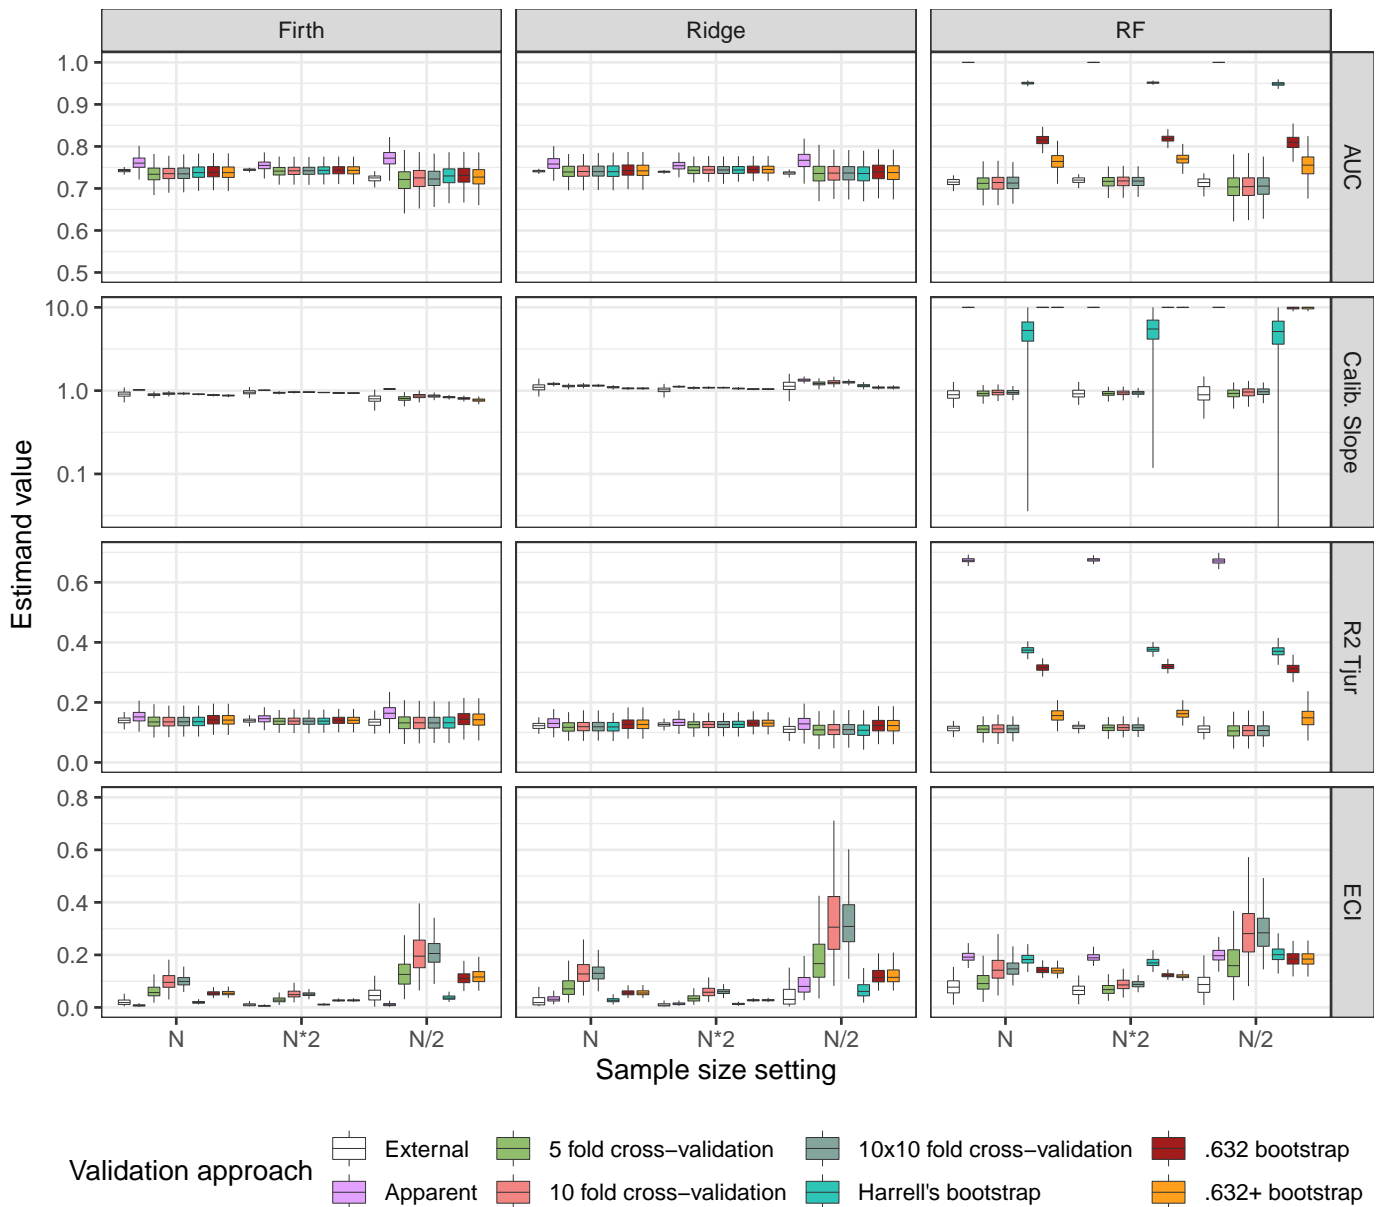 Firth
Ridge
RF
1.0
0.9
0.8
0.7
0.6
0.5
AUC
10.0
1.0
0.1
Calib. Slope
0.6
0.4
0.2
0.0
R2 Tjur
0.8
0.6
0.4
0.2
0.0
ECI
Estimand value
N N*2 N/2
N N*2 N/2
N N*2 N/2
Sample size setting
Validation approach
External
5 fold cross−validation
10x10 fold cross−validation
.632 bootstrap
Apparent
10 fold cross−validation
Harrell's bootstrap
.632+ bootstrap